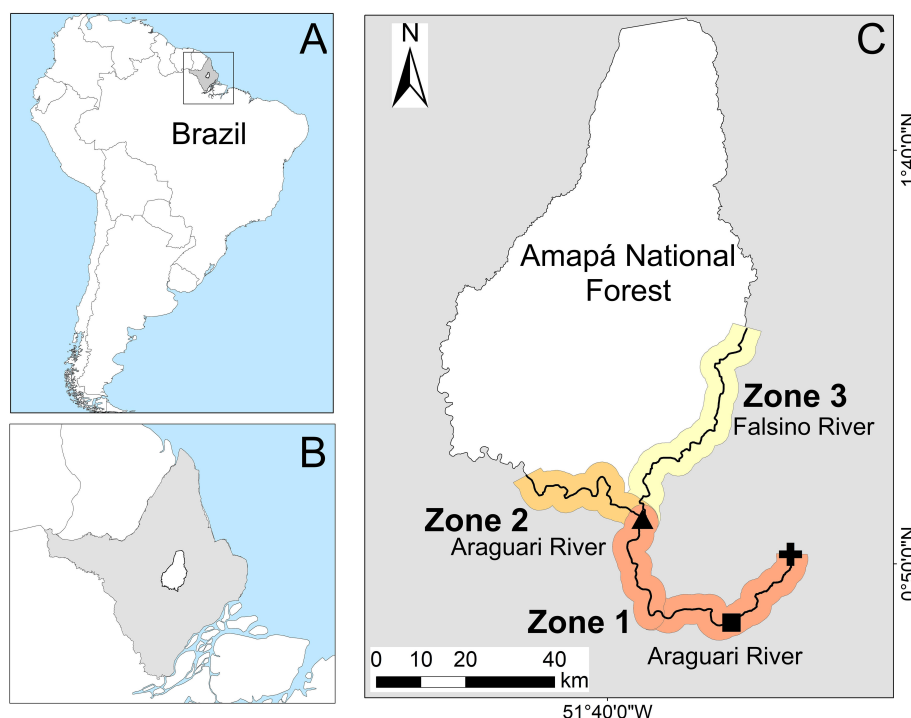 A
Brazil
B
C
N
1°40'0"N
Amapá National
Forest
Zone 3
Falsino River
Zone 2
Araguari River
0°50'0"N
Zone 1
Araguari River
0 10 20 40
km
51°40'0"W